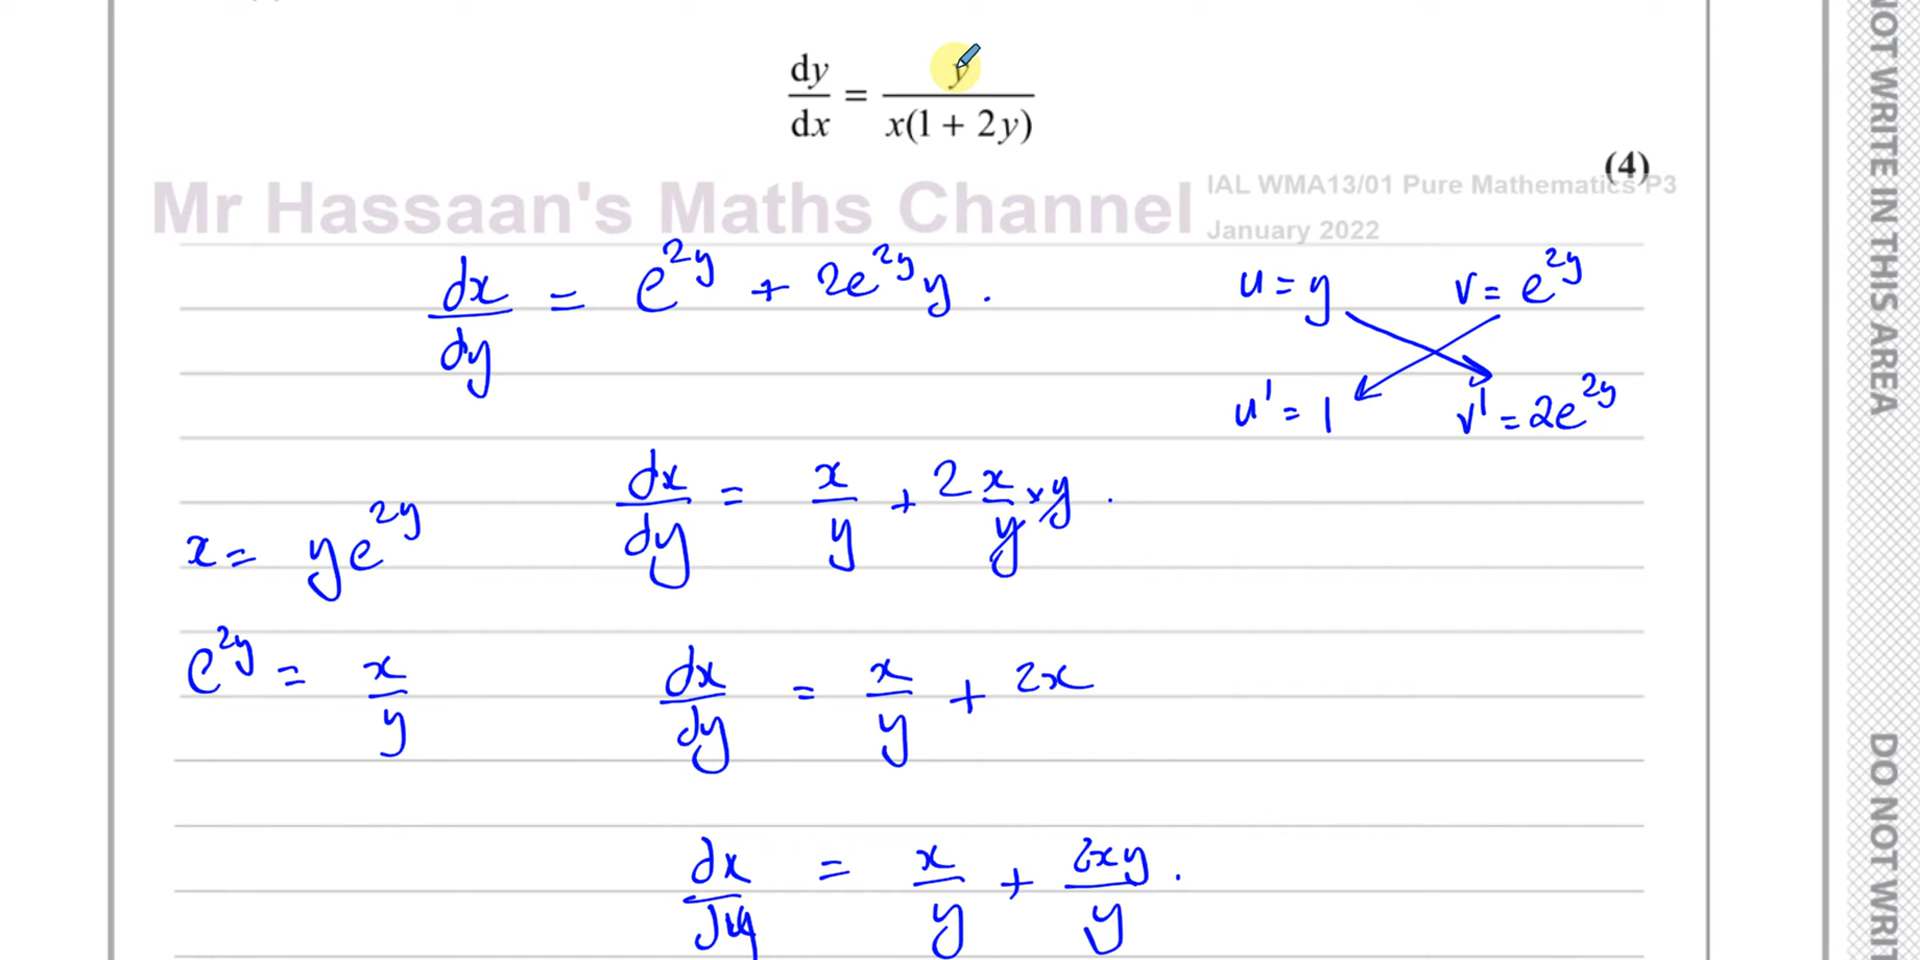 dy/dx = y/(x(1 + 2y))
(4)
Mr Hassaan's Maths Channel
IAL WMA13/01 Pure Mathematics P3
January 2022
dx/dy = e^{2y} + 2e^{2y}y.
u = y v = e^{2y}
u' = 1 v' = 2e^{2y}
dx/dy = x/y + 2 x/y × y.
x = ye^{2y}
e^{2y} = x/y
dx/dy = x/y + 2x
dx/dy = x/y + 2xy/y.
NOT WRITE IN THIS AREA
DO NOT WRIT